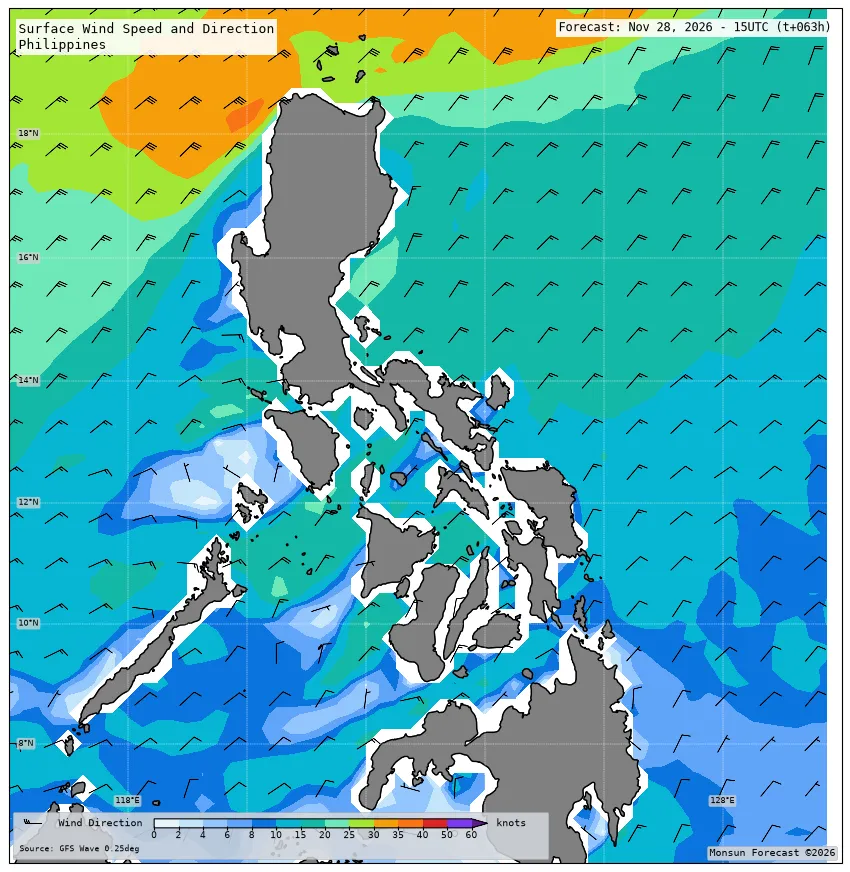 Surface Wind Speed and Direction
Philippines
Forecast: Nov 28, 2026 - 15UTC (t+063h)
18°N
16°N
14°N
12°N
10°N
8°N
118°E
128°E
Wind Direction
knots
0 2 4 6 8 10 15 20 25 30 35 40 50 60
Source: GFS Wave 0.25deg
Monsun Forecast ©2026